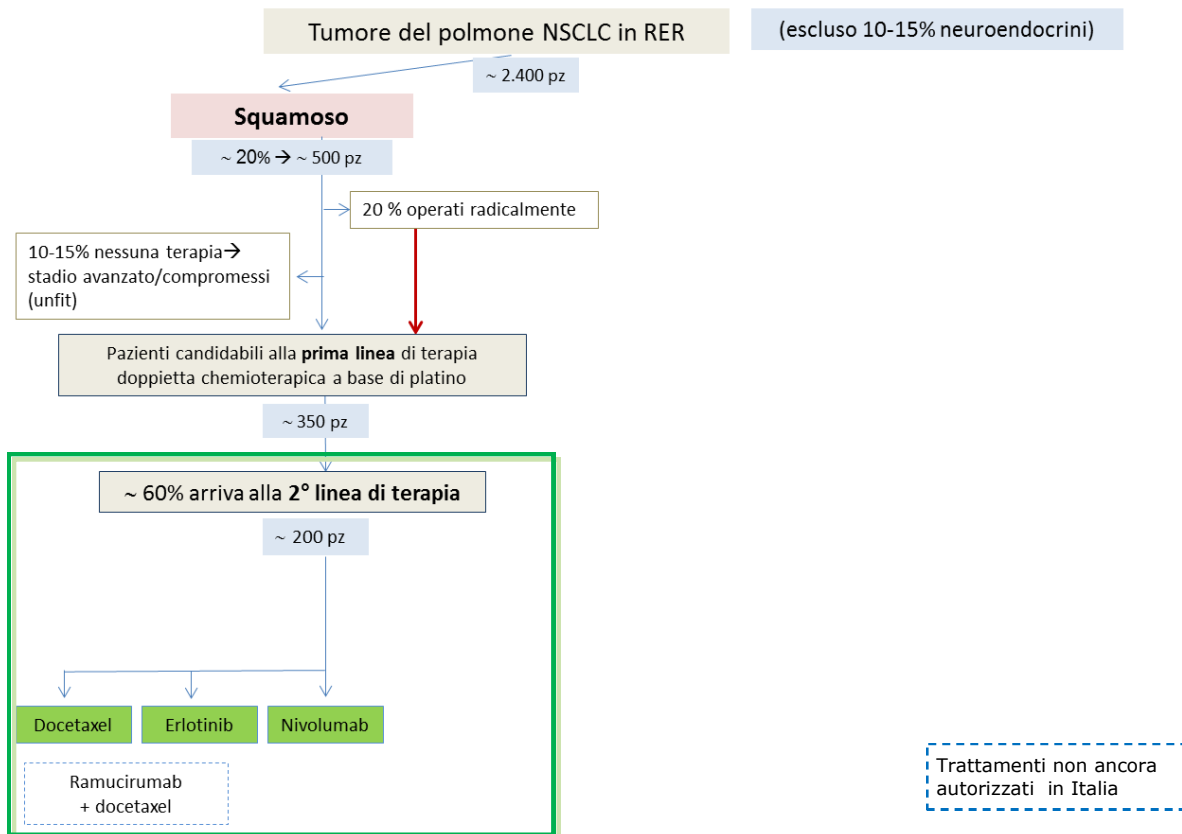 Tumore del polmone NSCLC in RER
(escluso 10-15% neuroendocrini)
~ 2.400 pz
Squamoso
~ 20% → ~ 500 pz
20 % operati radicalmente
10-15% nessuna terapia→
stadio avanzato/compromessi
(unfit)
Pazienti candidabili alla prima linea di terapia
doppietta chemioterapica a base di platino
~ 350 pz
~ 60% arriva alla 2° linea di terapia
~ 200 pz
Docetaxel
Erlotinib
Nivolumab
Ramucirumab
+ docetaxel
Trattamenti non ancora
autorizzati in Italia